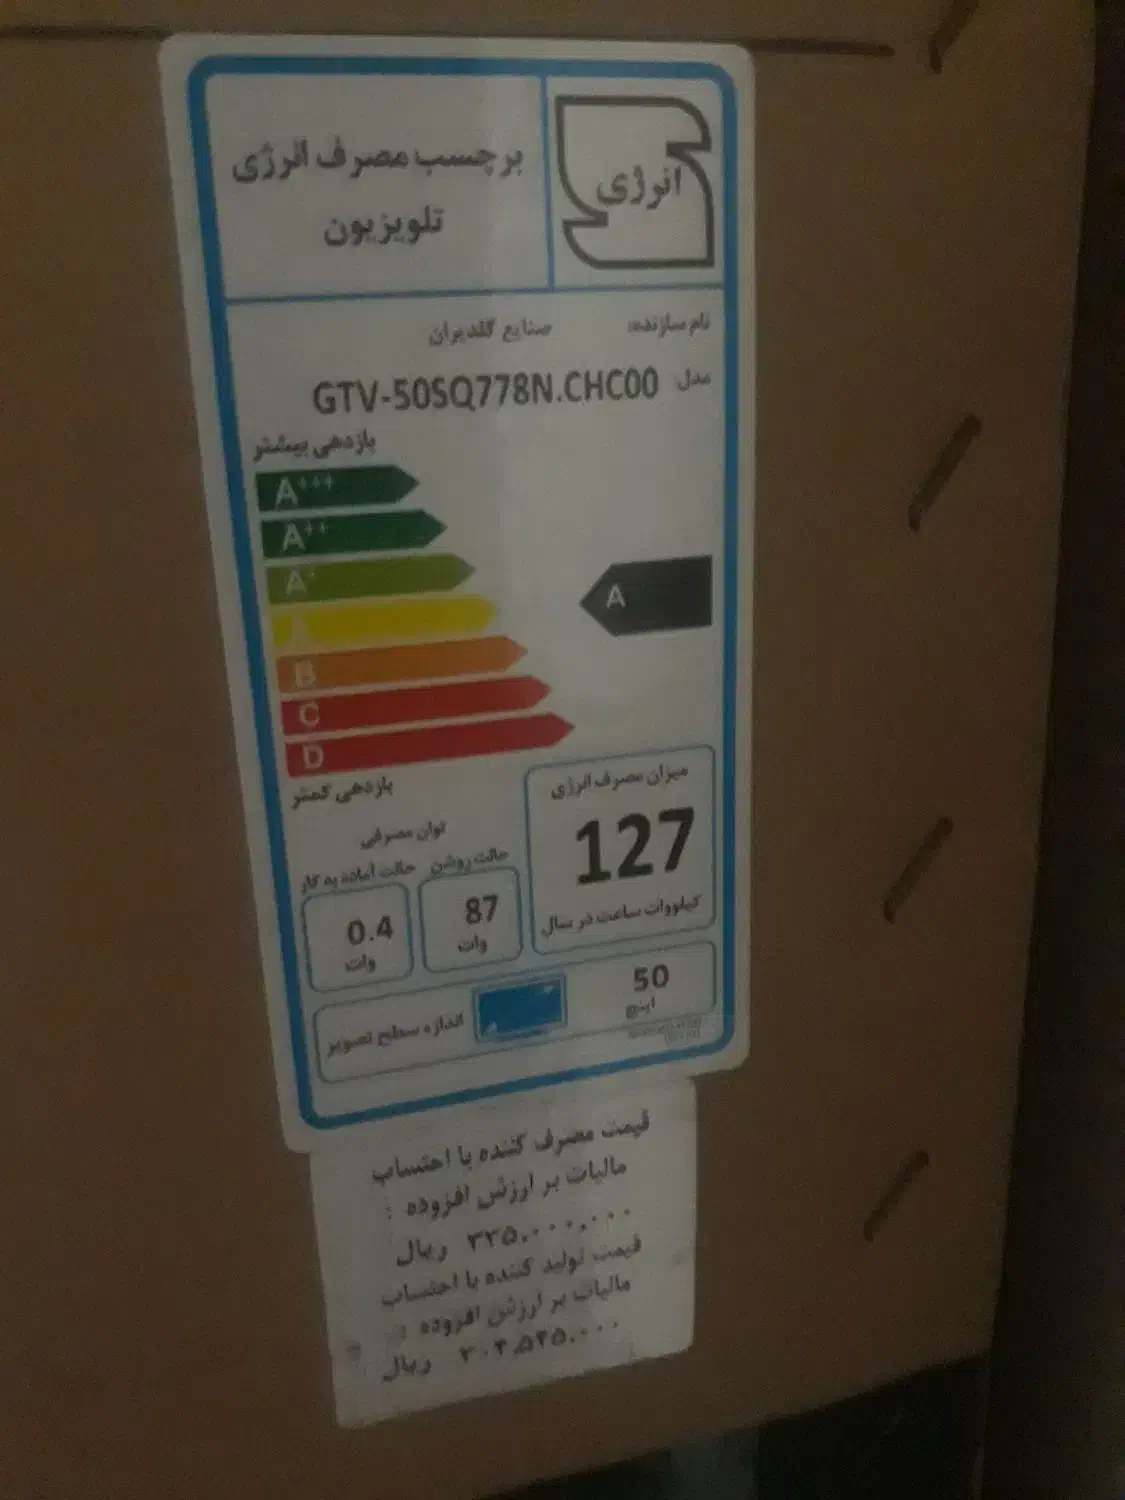 برچسب مصرف انرژی
تلویزیون
انرژی
نام سازنده: صنایع گلدیران
مدل: GTV-50SQ778N.CHC00
بازدهی بیشتر
A+++
A++
A+
A
B
C
D
A
بازدهی کمتر
میزان مصرف انرژی
127
کیلووات ساعت در سال
توان مصرفی
حالت روشن
87
وات
حالت آماده به کار
0.4
وات
اندازه سطح تصویر
50
اینچ
قیمت مصرف کننده با احتساب
مالیات بر ارزش افزوده :
۳۳۵,۰۰۰,۰۰۰ ریال
قیمت تولید کننده با احتساب
مالیات بر ارزش افزوده :
۳۰۴,۵۴۵,۰۰۰ ریال